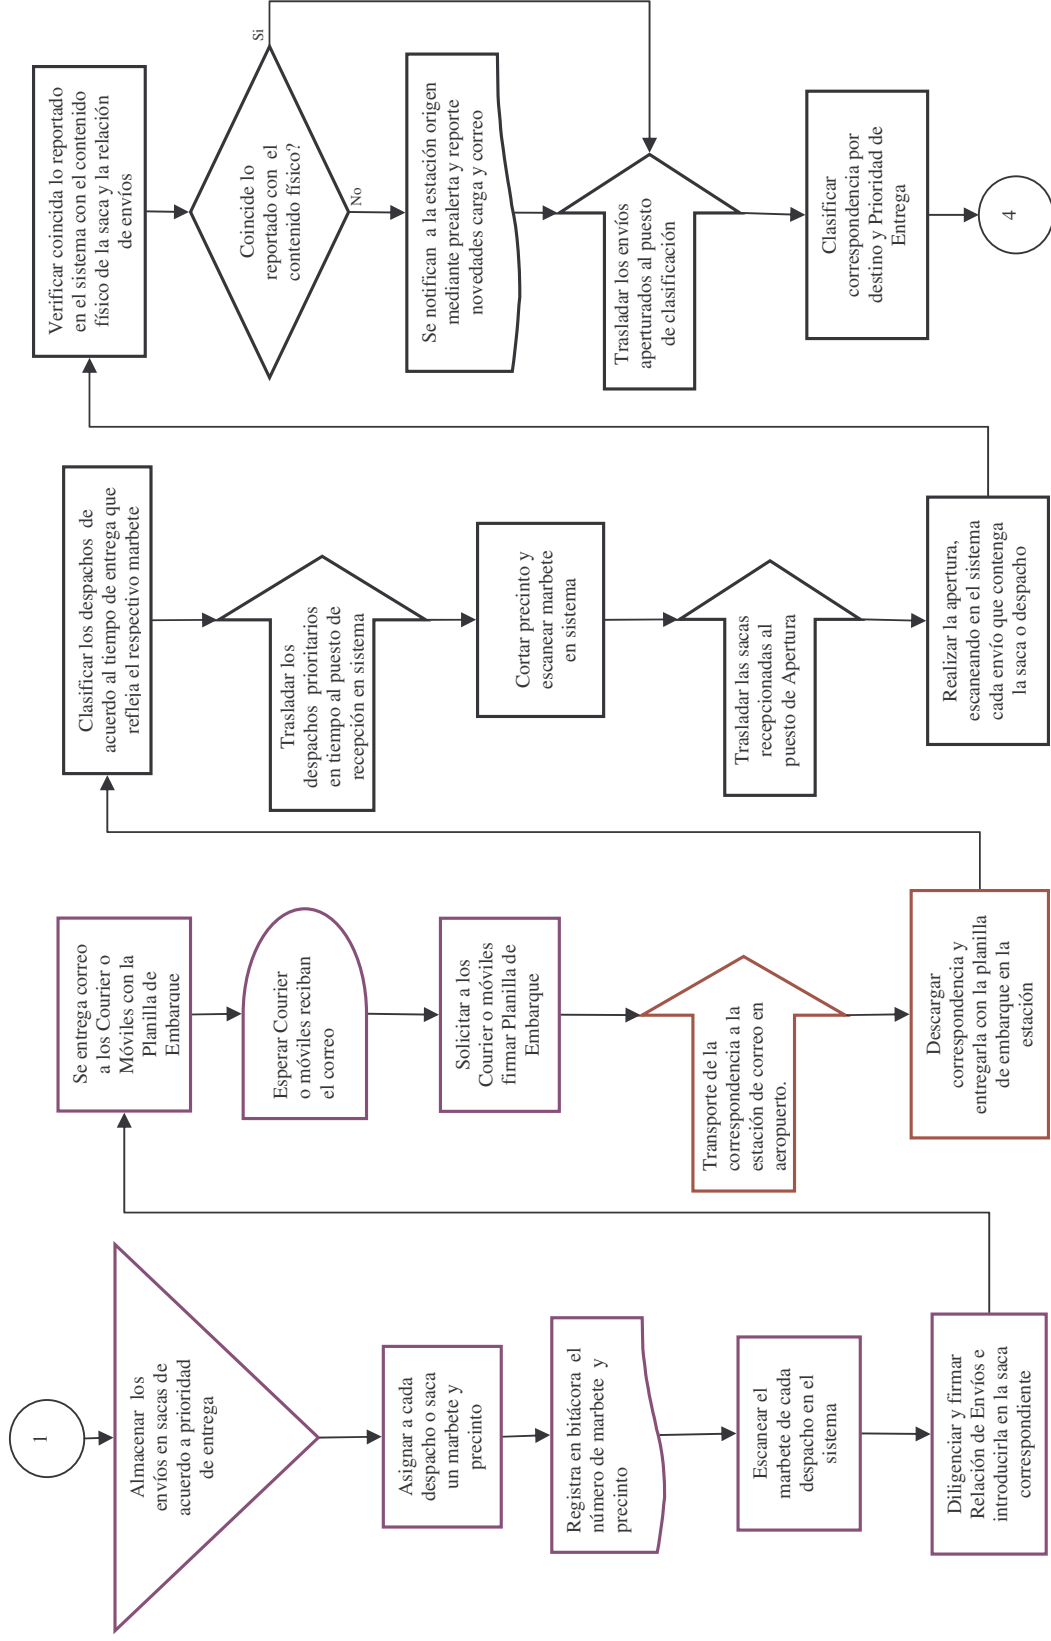 1
Almacenar los
envíos en sacas de
acuerdo a prioridad
de entrega
Asignar a cada
despacho o saca
un marbete y
precinto
Registra en bitácora el
número de marbete y
precinto
Escanear el
marbete de cada
despacho en el
sistema
Diligenciar y firmar
Relación de Envíos e
introducirla en la saca
correspondiente
Se entrega correo
a los Courier o
Móviles con la
Planilla de
Embarque
Esperar Courier
o móviles reciban
el correo
Solicitar a los
Courier o móviles
firmar Planilla de
Embarque
Transporte de la
correspondencia a la
estación de correo en
aeropuerto.
Descargar
correspondencia y
entregarla con la planilla
de embarque en la
estación
Clasificar los despachos de
acuerdo al tiempo de entrega que
refleja el respectivo marbete
Trasladar los
despachos prioritarios
en tiempo al puesto de
recepción en sistema
Cortar precinto y
escanear marbete
en sistema
Trasladar las sacas
recepcionadas al
puesto de Apertura
Realizar la apertura,
escaneando en el sistema
cada envío que contenga
la saca o despacho
Verificar coincida lo reportado
en el sistema con el contenido
físico de la saca y la relación
de envíos
Coincide lo
reportado con el
contenido físico?
Si
No
Se notifican a la estación origen
mediante prealerta y reporte
novedades carga y correo
Trasladar los envíos
aperturados al puesto
de clasificación
Clasificar
correspondencia por
destino y Prioridad de
Entrega
4